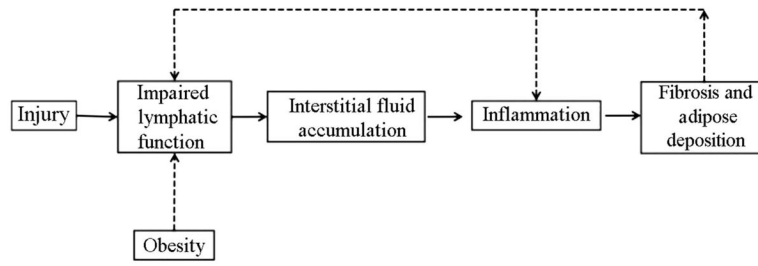 Injury
Impaired
lymphatic
function
Interstitial fluid
accumulation
Inflammation
Fibrosis and
adipose
deposition
Obesity